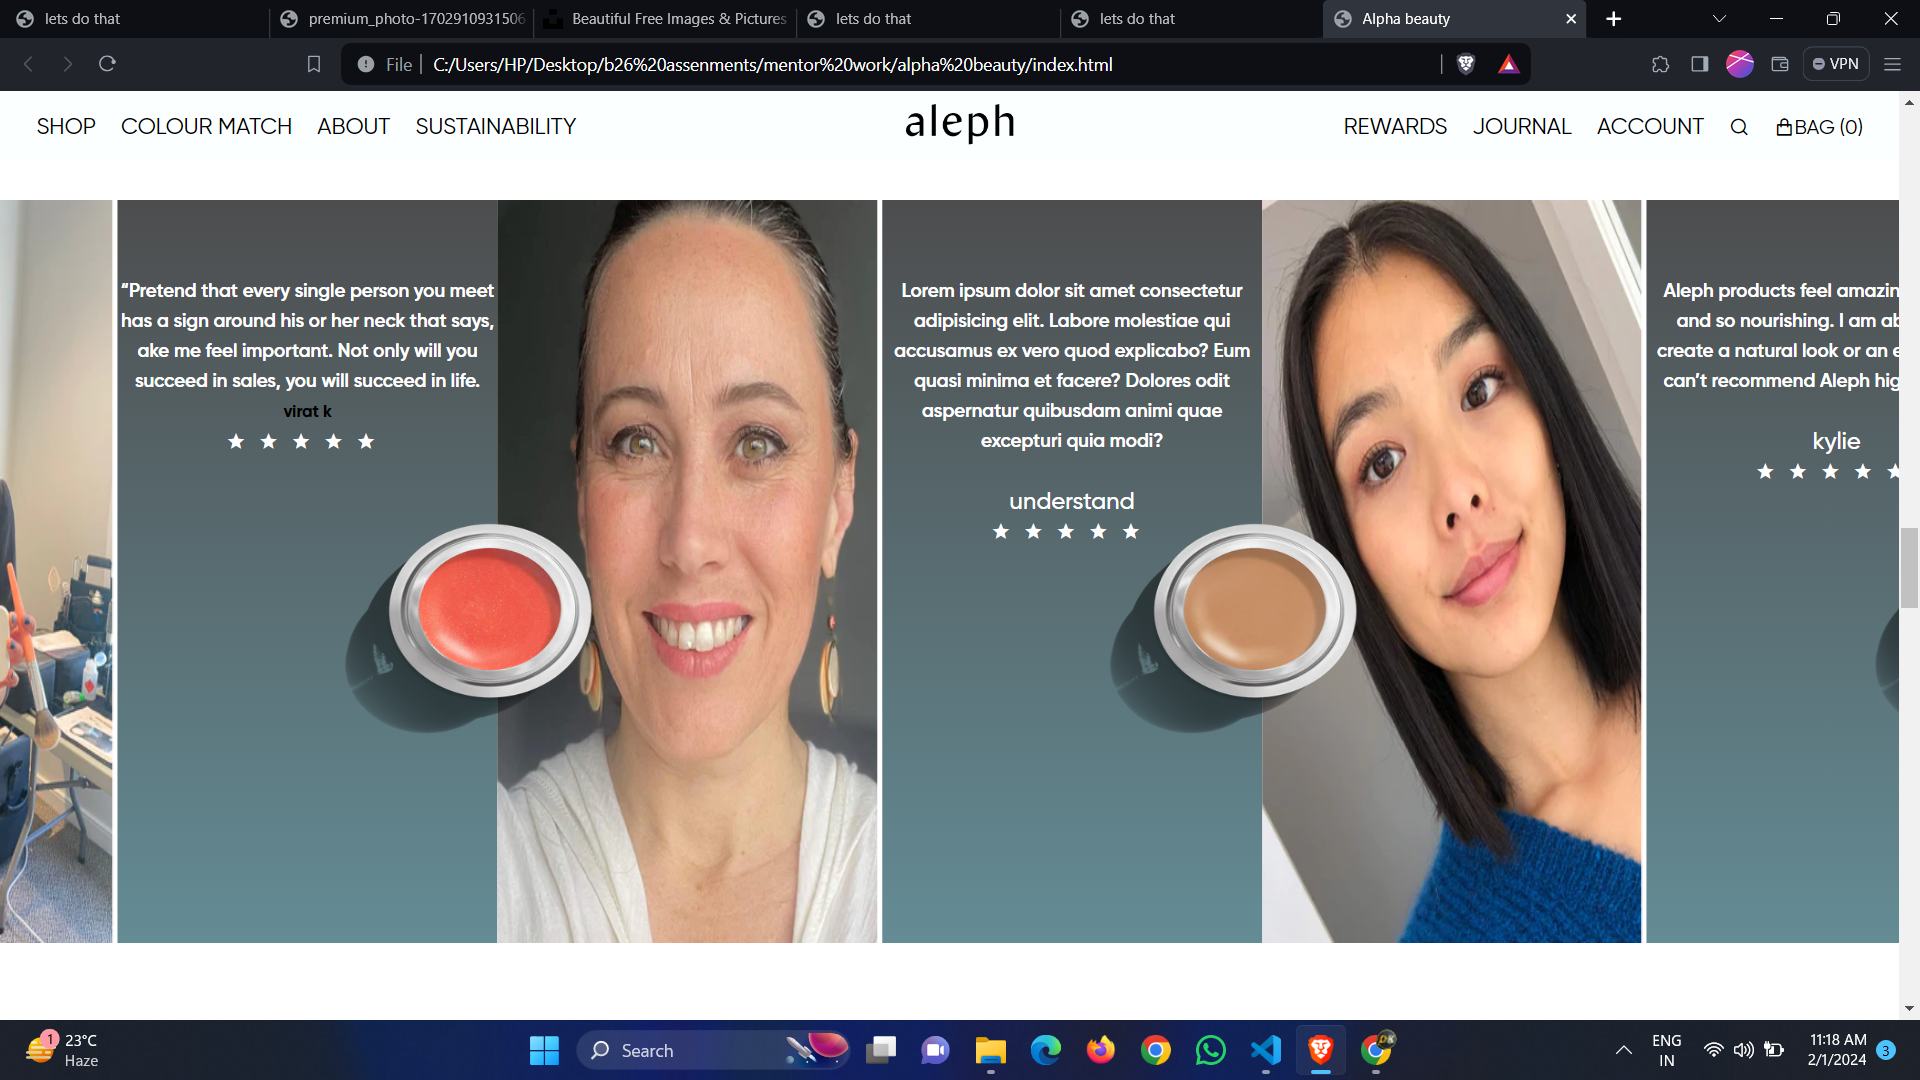 lets do that
premium_photo-1702910931506
Beautiful Free Images & Pictures
lets do that
lets do that
Alpha beauty
File
C:/Users/HP/Desktop/b26%20assenments/mentor%20work/alpha%20beauty/index.html
VPN
SHOP COLOUR MATCH ABOUT SUSTAINABILITY
aleph
REWARDS JOURNAL ACCOUNT BAG (0)
“Pretend that every single person you meet
has a sign around his or her neck that says,
ake me feel important. Not only will you
succeed in sales, you will succeed in life.
virat k
Lorem ipsum dolor sit amet consectetur
adipisicing elit. Labore molestiae qui
accusamus ex vero quod explicabo? Eum
quasi minima et facere? Dolores odit
aspernatur quibusdam animi quae
excepturi quia modi?
understand
Aleph products feel amazin
and so nourishing. I am ab
create a natural look or an e
can’t recommend Aleph hig
kylie
1
23°C
Haze
Search
DK
ENG
IN
11:18 AM
2/1/2024
3